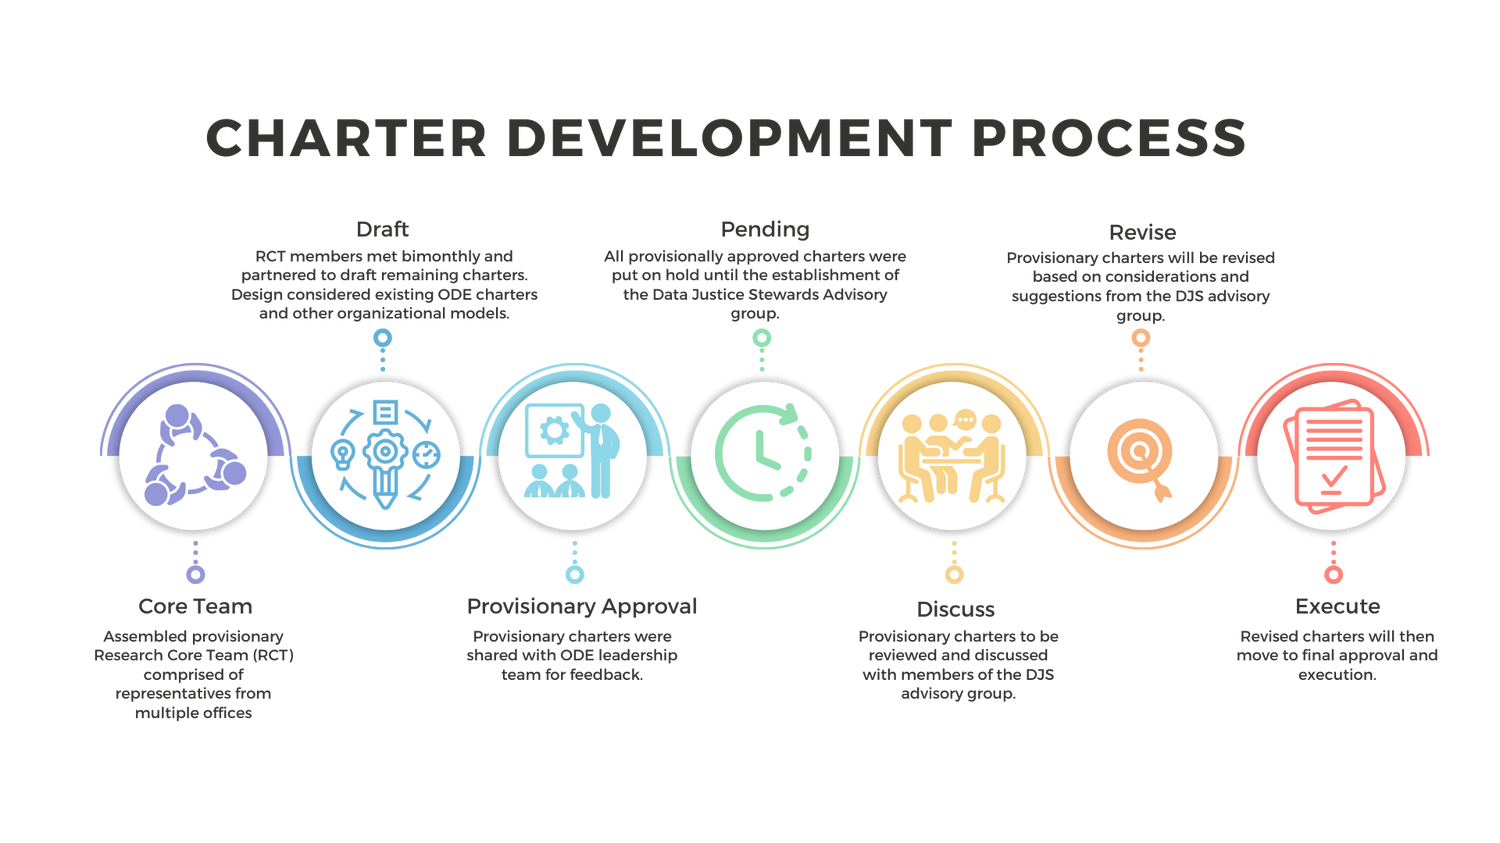 CHARTER DEVELOPMENT PROCESS
Draft
RCT members met bimonthly and
partnered to draft remaining charters.
Design considered existing ODE charters
and other organizational models.
Pending
All provisionally approved charters were
put on hold until the establishment of
the Data Justice Stewards Advisory
group.
Revise
Provisionary charters will be revised
based on considerations and
suggestions from the DJS advisory
group.
Core Team
Assembled provisionary
Research Core Team (RCT)
comprised of
representatives from
multiple offices
Provisionary Approval
Provisionary charters were
shared with ODE leadership
team for feedback.
Discuss
Provisionary charters to be
reviewed and discussed
with members of the DJS
advisory group.
Execute
Revised charters will then
move to final approval and
execution.